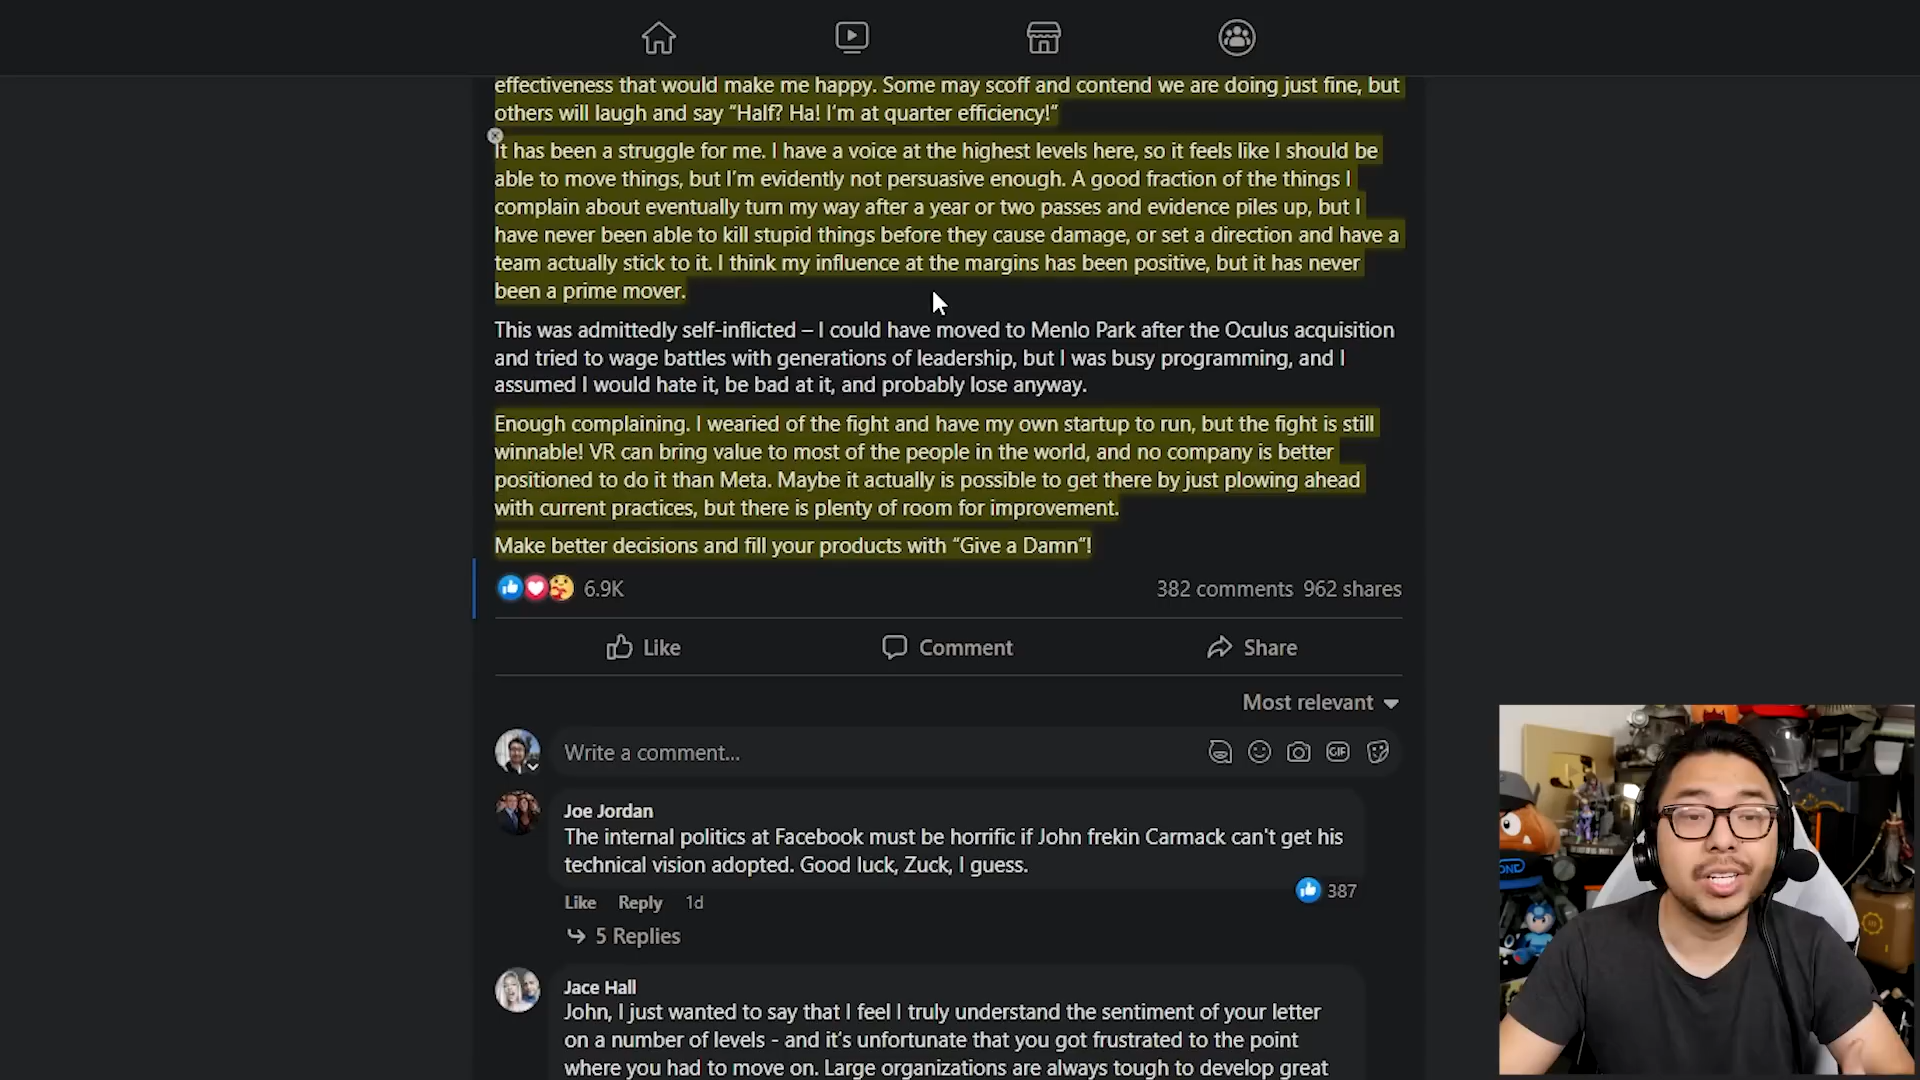 effectiveness that would make me happy. Some may scoff and contend we are doing just fine, but
others will laugh and say “Half? Ha! I’m at quarter efficiency!”
It has been a struggle for me. I have a voice at the highest levels here, so it feels like I should be
able to move things, but I’m evidently not persuasive enough. A good fraction of the things I
complain about eventually turn my way after a year or two passes and evidence piles up, but I
have never been able to kill stupid things before they cause damage, or set a direction and have a
team actually stick to it. I think my influence at the margins has been positive, but it has never
been a prime mover.
This was admittedly self-inflicted – I could have moved to Menlo Park after the Oculus acquisition
and tried to wage battles with generations of leadership, but I was busy programming, and I
assumed I would hate it, be bad at it, and probably lose anyway.
Enough complaining. I wearied of the fight and have my own startup to run, but the fight is still
winnable! VR can bring value to most of the people in the world, and no company is better
positioned to do it than Meta. Maybe it actually is possible to get there by just plowing ahead
with current practices, but there is plenty of room for improvement.
Make better decisions and fill your products with “Give a Damn”!
6.9K 382 comments 962 shares
Like Comment Share
Most relevant
Write a comment...
GIF
Joe Jordan
The internal politics at Facebook must be horrific if John frekin Carmack can't get his
technical vision adopted. Good luck, Zuck, I guess.
387
Like Reply 1d
5 Replies
Jace Hall
John, I just wanted to say that I feel I truly understand the sentiment of your letter
on a number of levels - and it's unfortunate that you got frustrated to the point
where you had to move on. Large organizations are always tough to develop great